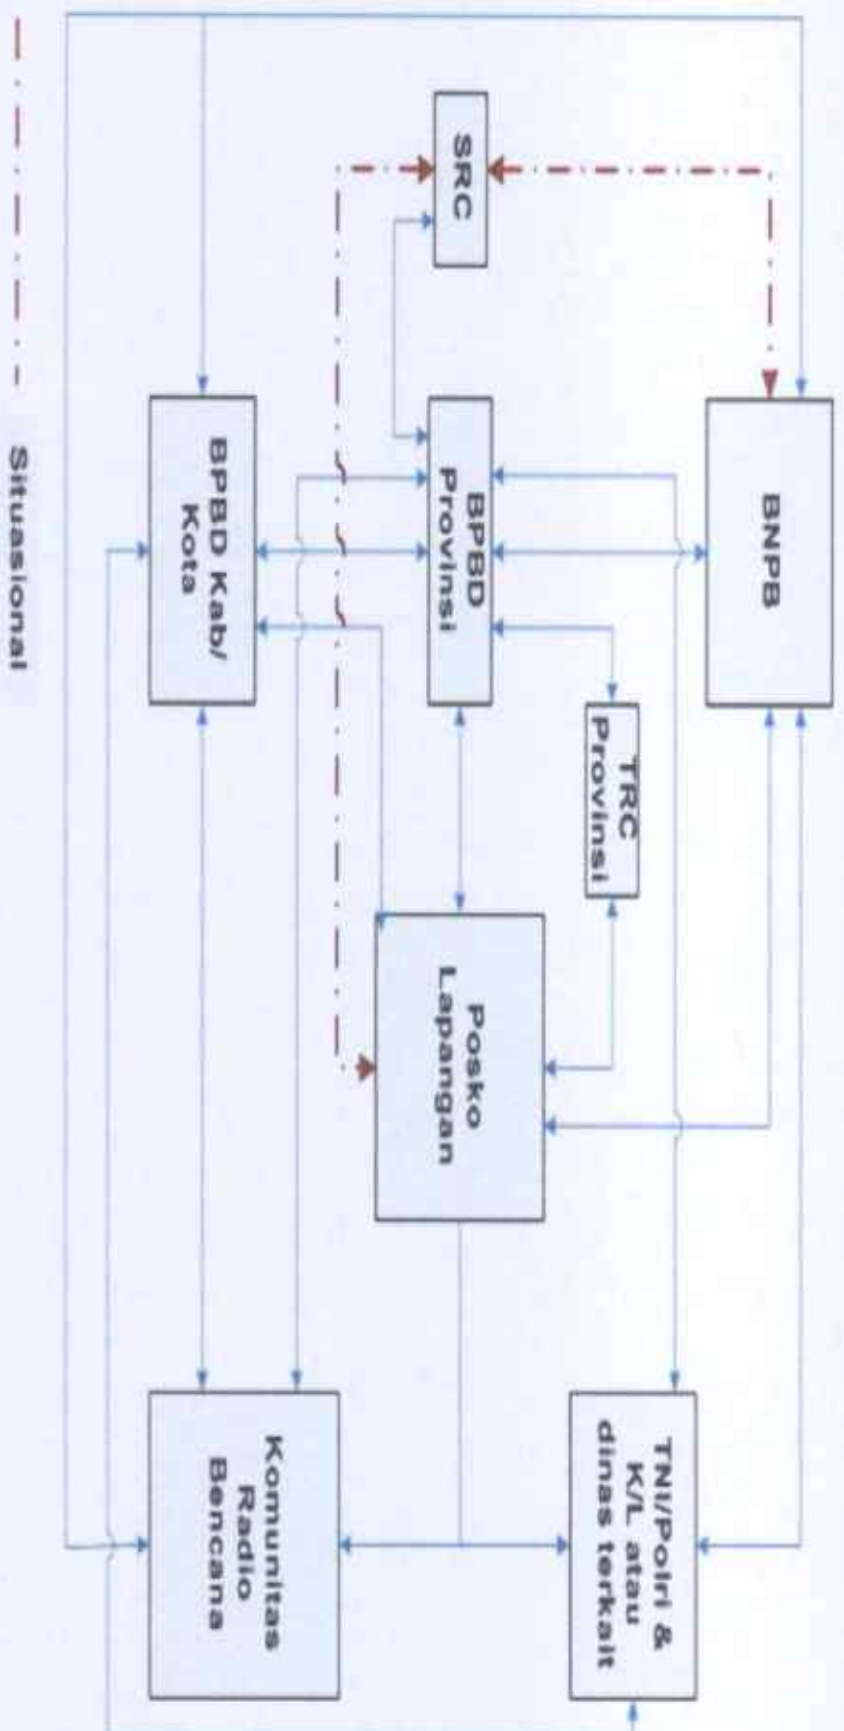 BNPB
TNI/Polri &
K/L atau
dinas terkait
TRC
Provinsi
SRC
BPBD
Provinsi
Posko
Lapangan
BPBD Kab/
Kota
Komunitas
Radio
Bencana
Situasional